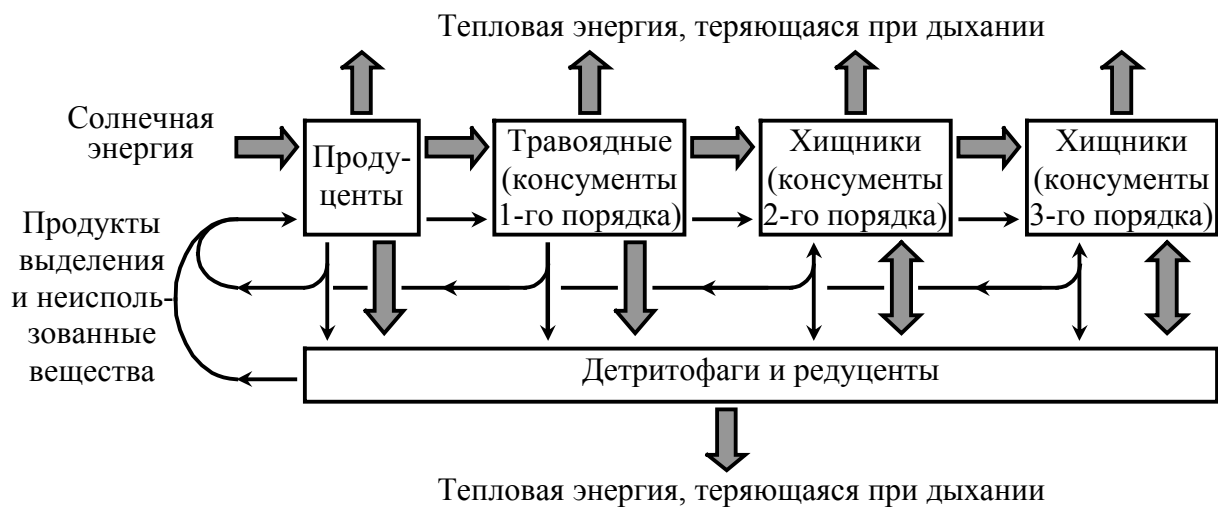 Тепловая энергия, теряющаяся при дыхании
Солнечная
энергия
Проду-
центы
Травоядные
(консументы
1-го порядка)
Хищники
(консументы
2-го порядка)
Хищники
(консументы
3-го порядка)
Продукты
выделения
и неисполь-
зованные
вещества
Детритофаги и редуценты
Тепловая энергия, теряющаяся при дыхании